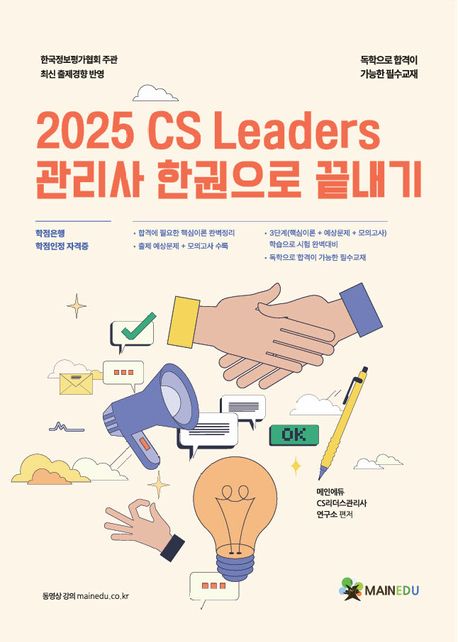 한국정보평가협회 주관
최신 출제경향 반영
독학으로 합격이
가능한 필수교재
2025 CS Leaders
관리사 한권으로 끝내기
학점은행
학점인정 자격증
• 합격에 필요한 핵심이론 완벽정리
• 출제 예상문제 + 모의고사 수록
• 3단계(핵심이론 + 예상문제 + 모의고사)
학습으로 시험 완벽대비
• 독학으로 합격이 가능한 필수교재
OK
메인에듀
CS리더스관리사
연구소 편저
동영상 강의 mainedu.co.kr
MAINEDU